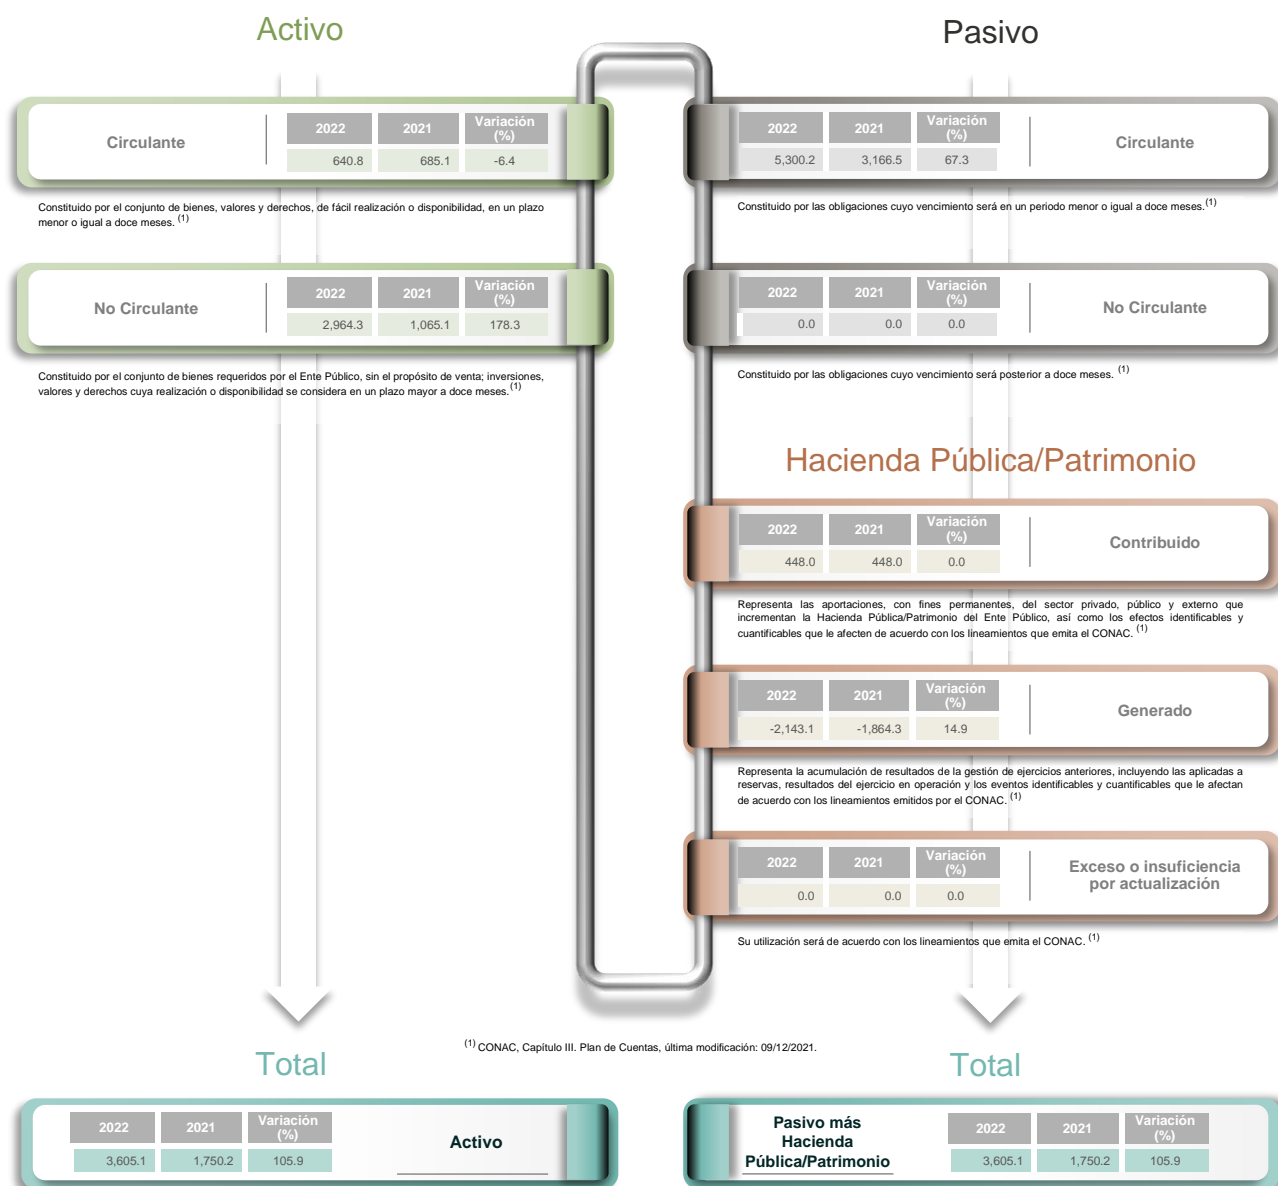 Activo
Circulante
2022 2021 Variación (%)
640.8 685.1 -6.4
Constituido por el conjunto de bienes, valores y derechos, de fácil realización o disponibilidad, en un plazo
menor o igual a doce meses. (1)
No Circulante
2022 2021 Variación (%)
2,964.3 1,065.1 178.3
Constituido por el conjunto de bienes requeridos por el Ente Público, sin el propósito de venta; inversiones,
valores y derechos cuya realización o disponibilidad se considera en un plazo mayor a doce meses. (1)
Pasivo
2022 2021 Variación (%)
5,300.2 3,166.5 67.3
Circulante
Constituido por las obligaciones cuyo vencimiento será en un periodo menor o igual a doce meses. (1)
2022 2021 Variación (%)
0.0 0.0 0.0
No Circulante
Constituido por las obligaciones cuyo vencimiento será posterior a doce meses. (1)
Hacienda Pública/Patrimonio
2022 2021 Variación (%)
448.0 448.0 0.0
Contribuido
Representa las aportaciones, con fines permanentes, del sector privado, público y externo que
incrementan la Hacienda Pública/Patrimonio del Ente Público, así como los efectos identificables y
cuantificables que le afecten de acuerdo con los lineamientos que emita el CONAC. (1)
2022 2021 Variación (%)
-2,143.1 -1,864.3 14.9
Generado
Representa la acumulación de resultados de la gestión de ejercicios anteriores, incluyendo las aplicadas a
reservas, resultados del ejercicio en operación y los eventos identificables y cuantificables que le afectan
de acuerdo con los lineamientos emitidos por el CONAC. (1)
2022 2021 Variación (%)
0.0 0.0 0.0
Exceso o insuficiencia
por actualización
Su utilización será de acuerdo con los lineamientos que emita el CONAC. (1)
(1) CONAC, Capítulo III. Plan de Cuentas, última modificación: 09/12/2021.
Total
2022 2021 Variación (%)
3,605.1 1,750.2 105.9
Activo
Total
Pasivo más
Hacienda
Pública/Patrimonio
2022 2021 Variación (%)
3,605.1 1,750.2 105.9